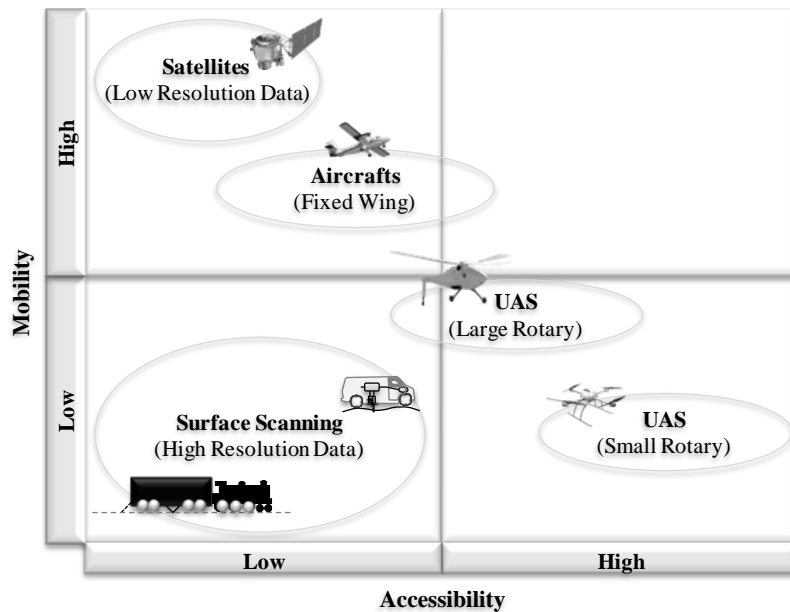 Satellites
(Low Resolution Data)
Aircrafts
(Fixed Wing)
High
Mobility
UAS
(Large Rotary)
Low
Surface Scanning
(High Resolution Data)
UAS
(Small Rotary)
Low
High
Accessibility